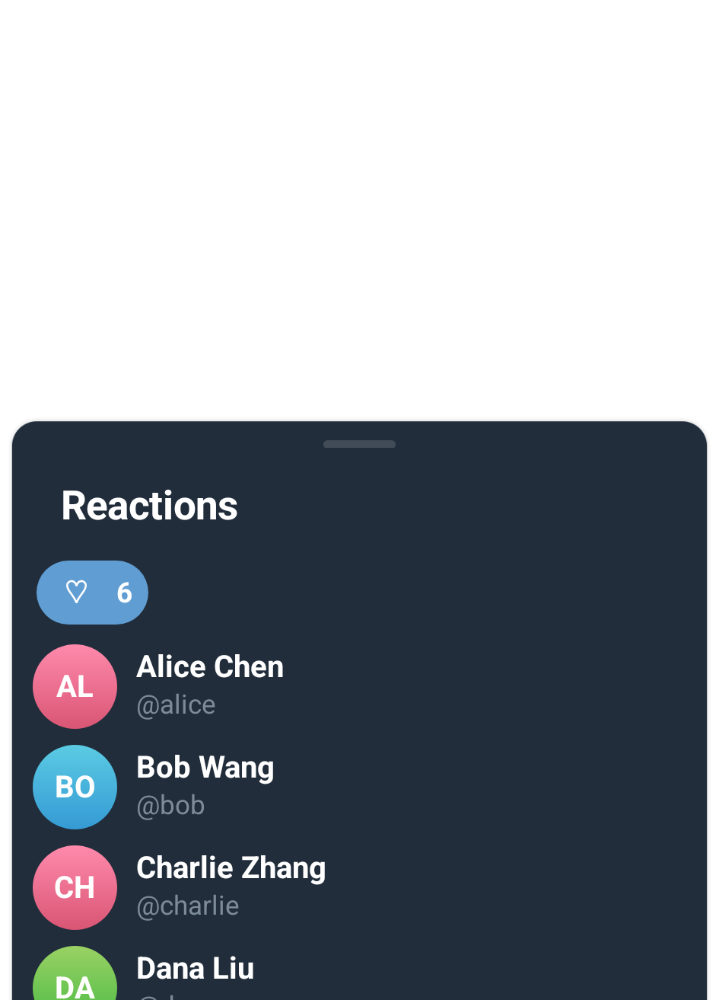 Reactions
♡ 6
AL
Alice Chen
@alice
BO
Bob Wang
@bob
CH
Charlie Zhang
@charlie
DA
Dana Liu